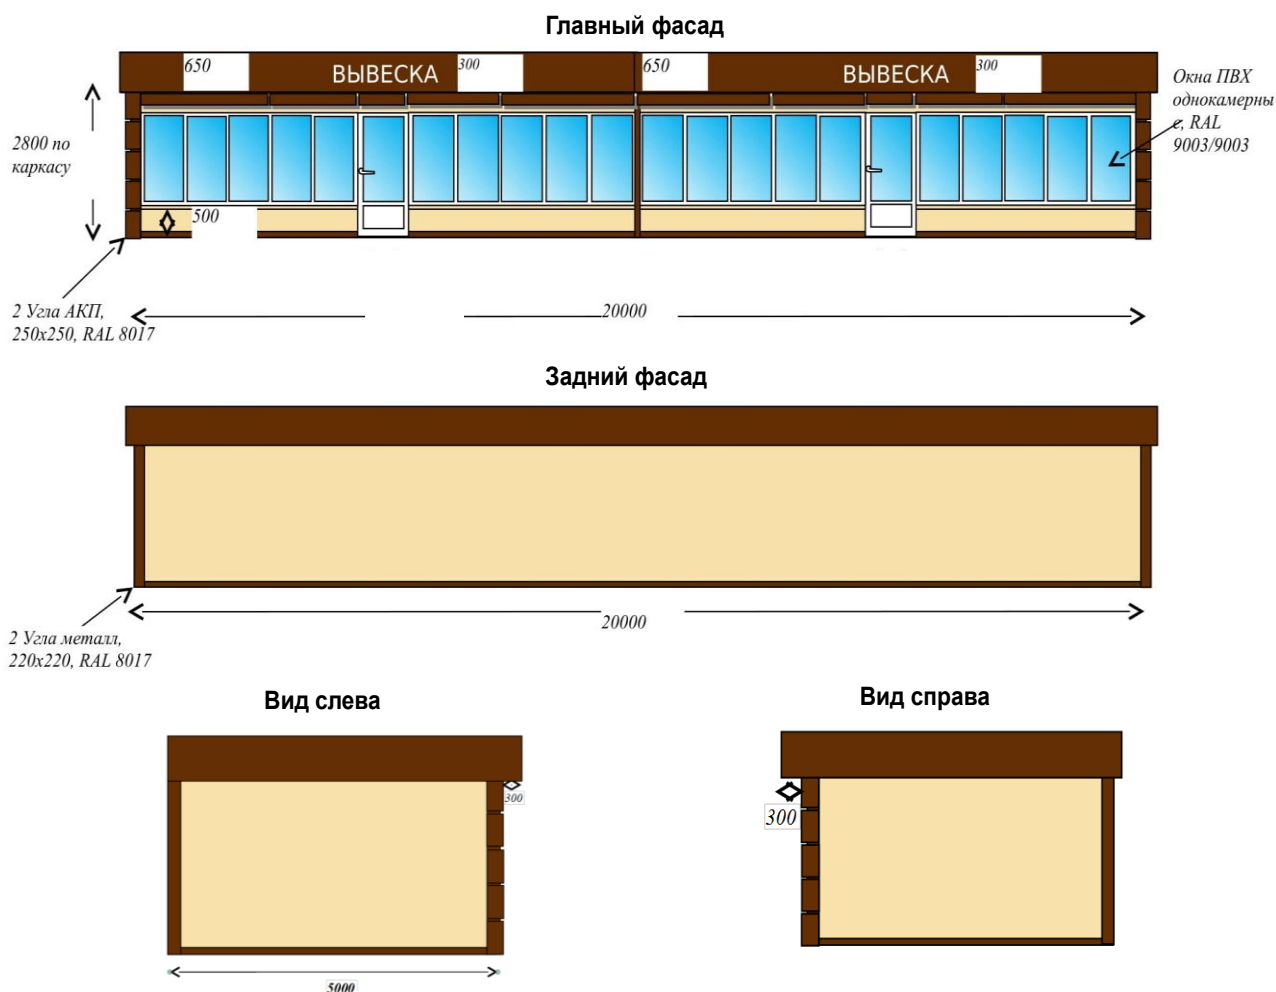 Главный фасад
650
ВЫВЕСКА
300
650
ВЫВЕСКА
300
Окна ПВХ
однокамерны
е, RAL
9003/9003
2800 по
каркасу
500
2 Угла АКП,
250x250, RAL 8017
20000
Задний фасад
20000
2 Угла металл,
220x220, RAL 8017
Вид слева
Вид справа
300
300
5000